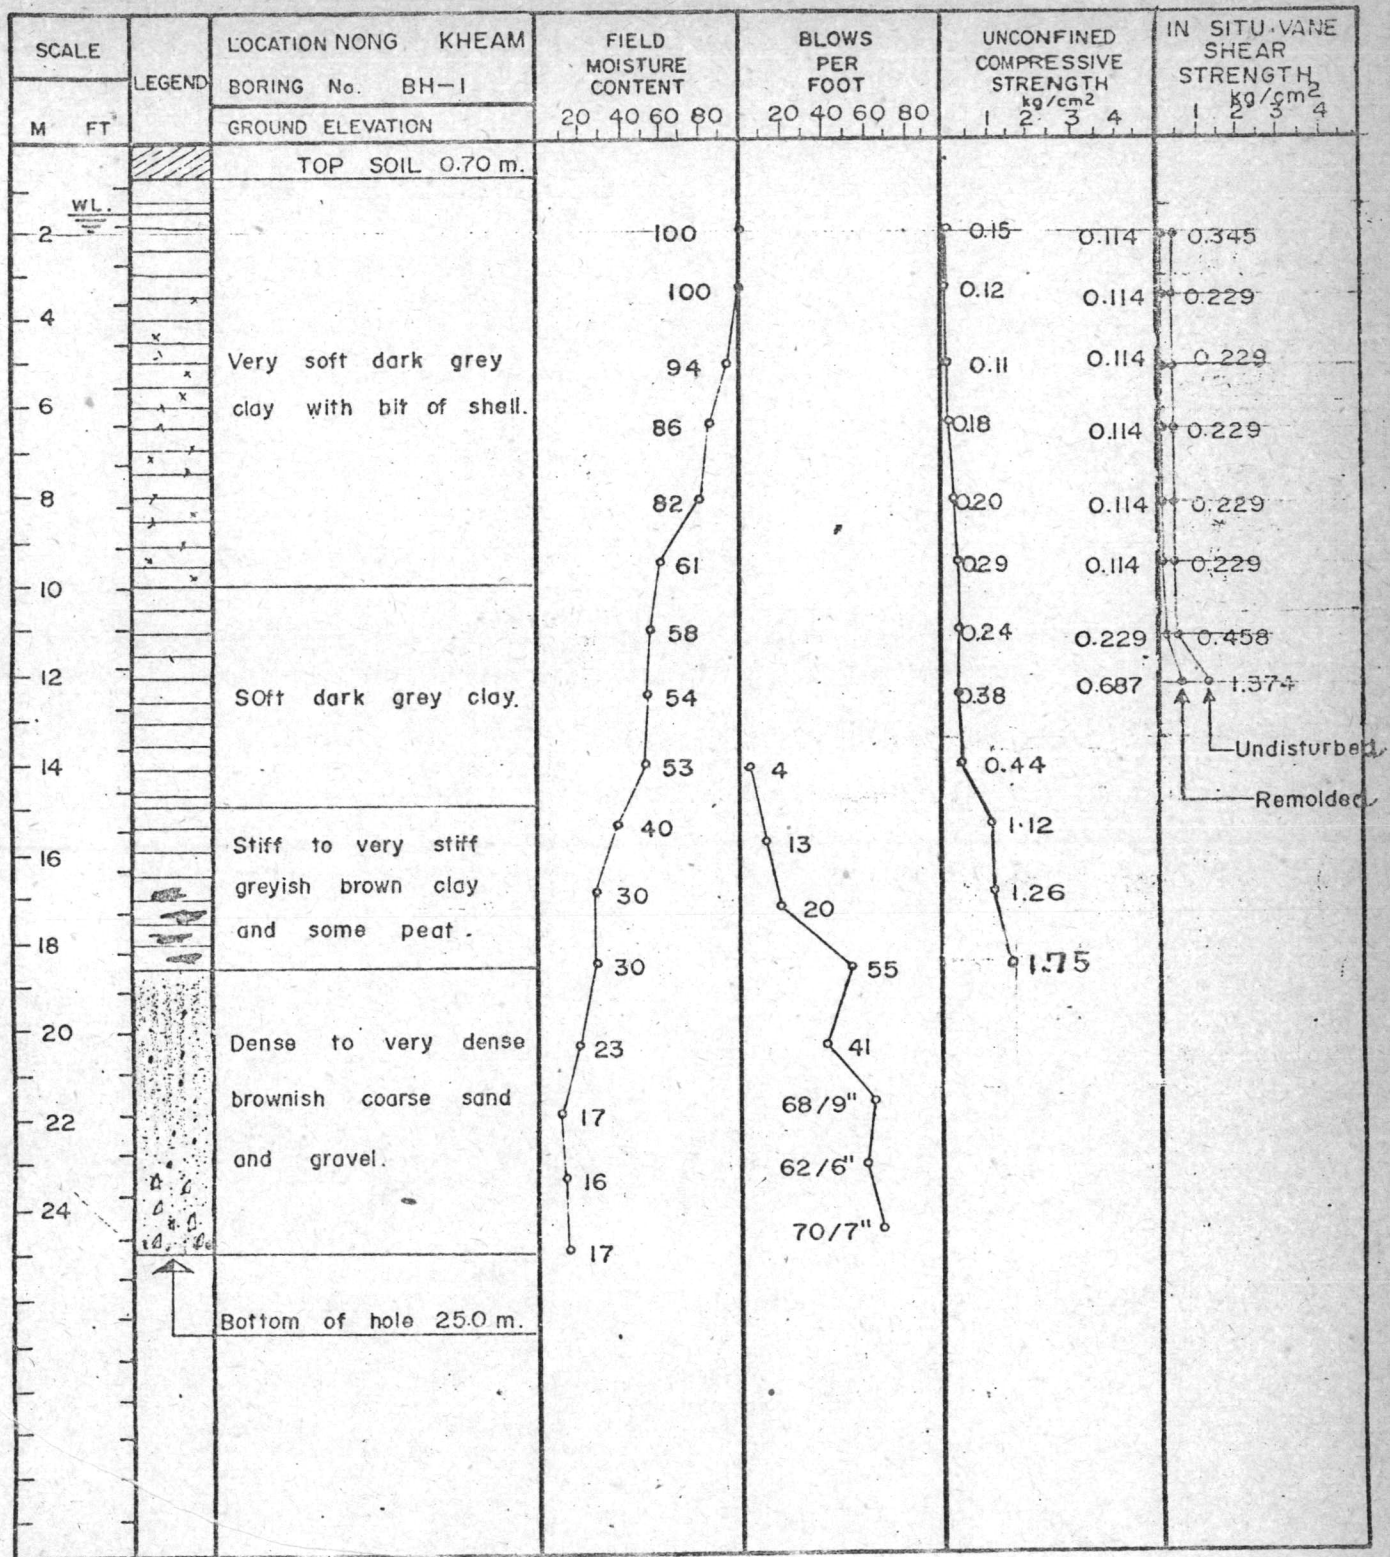 SCALE
M FT
LEGEND
LOCATION NONG KHEAM
BORING No. BH-1
GROUND ELEVATION
FIELD
MOISTURE
CONTENT
20 40 60 80
BLOWS
PER
FOOT
20 40 60 80
UNCONFINED
COMPRESSIVE
STRENGTH
kg/cm2
1 2 3 4
IN SITU VANE
SHEAR
STRENGTH
kg/cm2
1 2 3 4
TOP SOIL 0.70 m.
WL.
2
100
0.15
0.114
0.345
100
0.12
0.114
0.229
4
Very soft dark grey
94
0.11
0.114
0.229
6
clay with bit of shell.
86
0.18
0.114
0.229
8
82
0.20
0.114
0.229
61
0.29
0.114
0.229
10
58
0.24
0.229
0.458
12
SOft dark grey clay.
54
0.38
0.687
1.374
Undisturbed
14
53
4
0.44
Remolded
40
1.12
Stiff to very stiff
13
16
greyish brown clay
30
20
1.26
and some peat.
18
30
55
1.75
20
Dense to very dense
23
41
brownish coarse sand
68/9"
22
17
and gravel.
62/6"
16
24
70/7"
17
Bottom of hole 25.0 m.